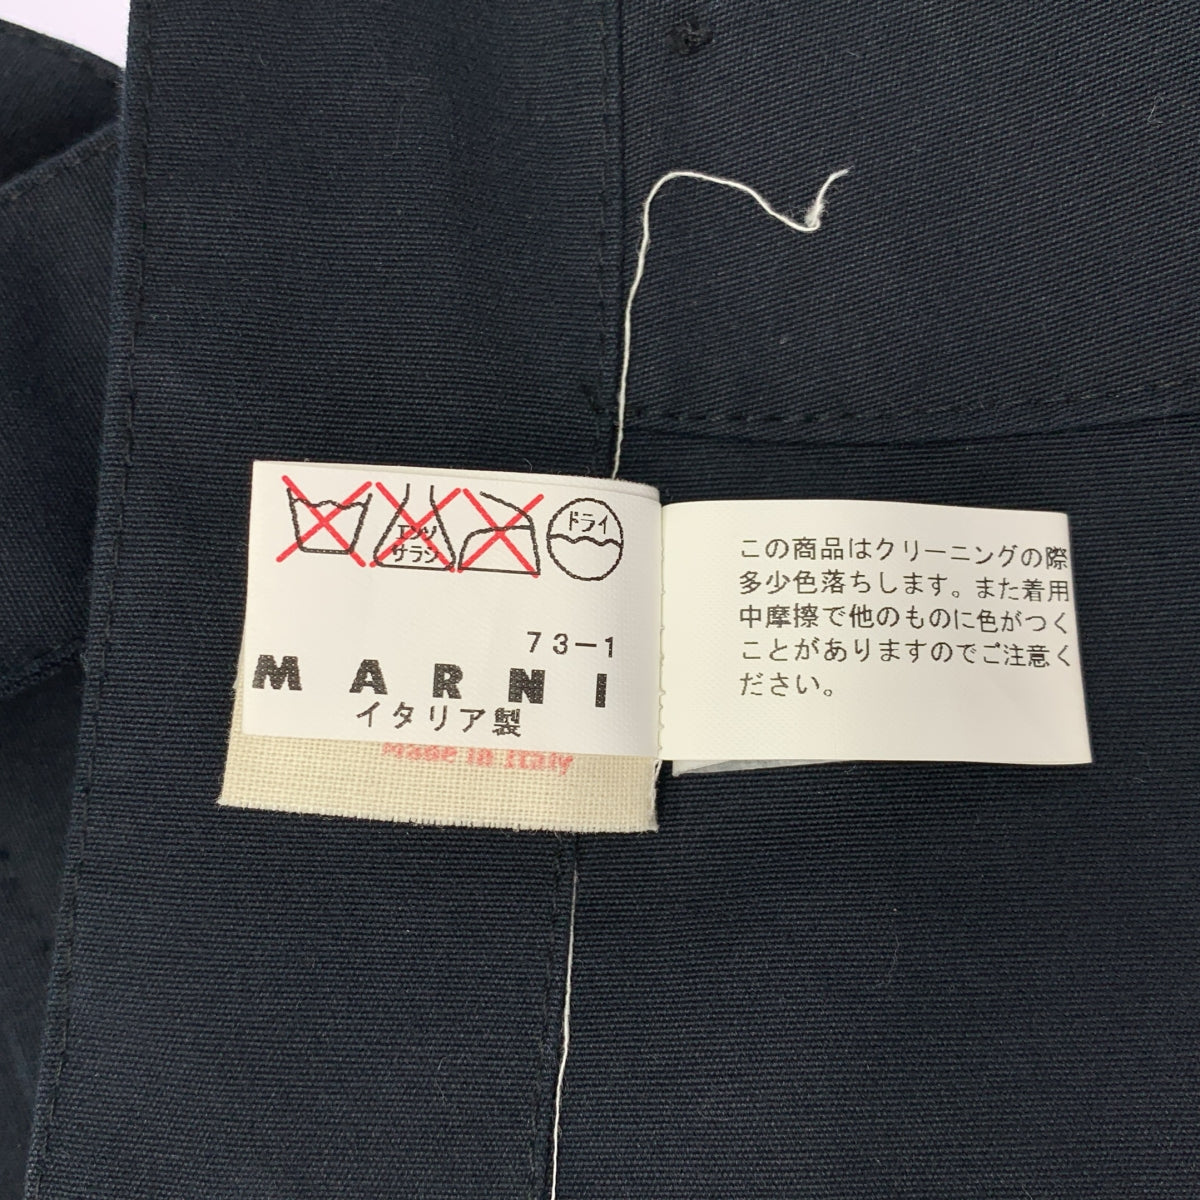 エンソ
サラシ
ドライ
73-1
MARNI
イタリア製
Made in Italy
この商品はクリーニングの際
多少色落ちします。また着用
中摩擦で他のものに色がつく
ことがありますのでご注意く
ださい。